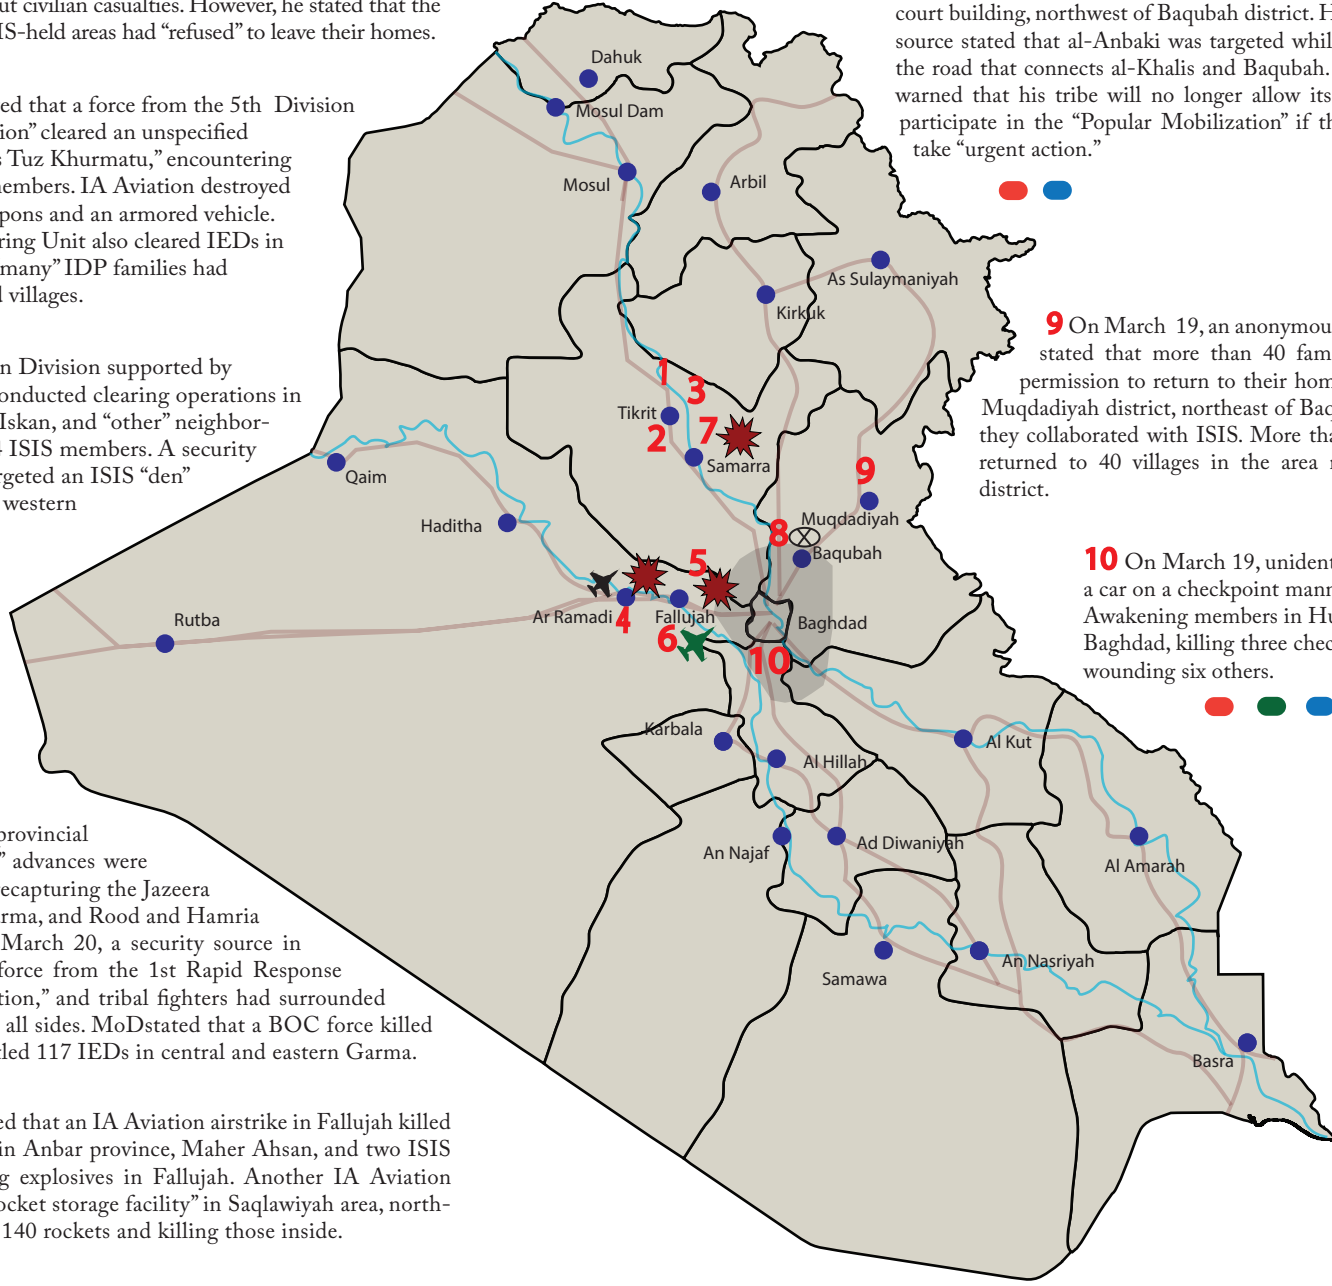 ut civilian casualties. However, he stated that the
IS-held areas had “refused” to leave their homes.
ed that a force from the 5th Division
ion” cleared an unspecified
s Tuz Khurmatu,” encountering
members. IA Aviation destroyed
pons and an armored vehicle.
ring Unit also cleared IEDs in
many” IDP families had
d villages.
n Division supported by
onducted clearing operations in
Iskan, and “other” neighbor-
4 ISIS members. A security
rgeted an ISIS “den”
western
provincial
” advances were
recapturing the Jazeera
arma, and Rood and Hamria
March 20, a security source in
force from the 1st Rapid Response
tion,” and tribal fighters had surrounded
all sides. MoDstated that a BOC force killed
tled 117 IEDs in central and eastern Garma.
ed that an IA Aviation airstrike in Fallujah killed
in Anbar province, Maher Ahsan, and two ISIS
g explosives in Fallujah. Another IA Aviation
ocket storage facility” in Saqlawiyah area, north-
140 rockets and killing those inside.
court building, northwest of Baqubah district. H
source stated that al-Anbaki was targeted whil
the road that connects al-Khalis and Baqubah.
warned that his tribe will no longer allow its
participate in the “Popular Mobilization” if th
take “urgent action.”
9 On March 19, an anonymou
stated that more than 40 fam
permission to return to their hom
Muqdadiyah district, northeast of Baq
they collaborated with ISIS. More tha
returned to 40 villages in the area n
district.
10 On March 19, unident
a car on a checkpoint mann
Awakening members in Hu
Baghdad, killing three chec
wounding six others.
Dahuk
Mosul Dam
Mosul
Arbil
As Sulaymaniyah
Kirkuk
1
3
Tikrit
2
7
Samarra
9
Qaim
Haditha
Muqdadiyah
8
Baqubah
5
Ar Ramadi
4
Fallujah
6
Baghdad
10
Rutba
Karbala
Al Hillah
Al Kut
An Najaf
Ad Diwaniyah
Al Amarah
Samawa
An Nasriyah
Basra